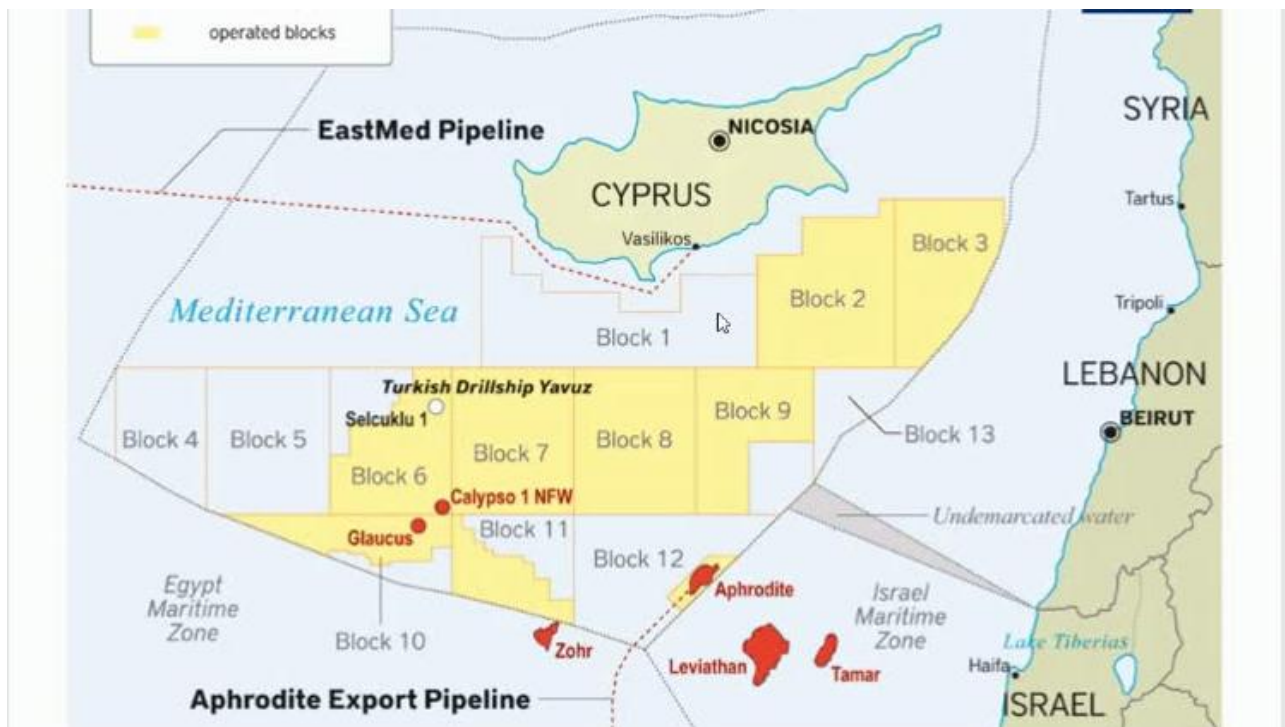 operated blocks
EastMed Pipeline
NICOSIA
SYRIA
CYPRUS
Tartus
Vasilikos
Block 3
Block 2
Mediterranean Sea
Tripoli
Block 1
LEBANON
Turkish Drillship Yavuz
Selcuklu 1
Block 9
BEIRUT
Block 4
Block 5
Block 7
Block 8
Block 13
Block 6
Calypso 1 NFW
Undemarcated water
Glaucus
Block 11
Block 12
Egypt
Maritime
Zone
Aphrodite
Israel
Maritime
Zone
Block 10
Zohr
Leviathan
Tamar
Lake Tiberias
Haifa
Aphrodite Export Pipeline
ISRAEL